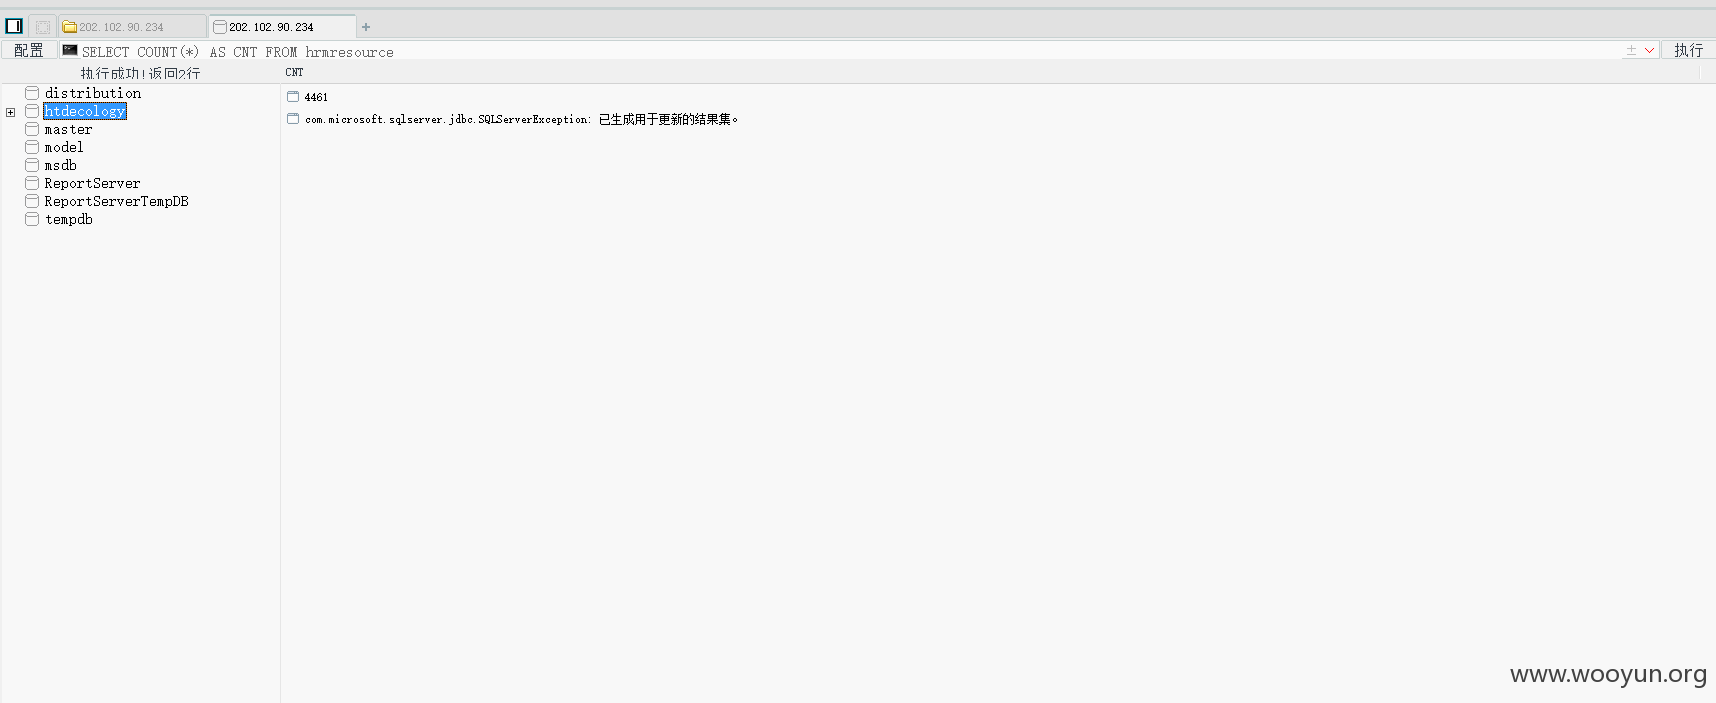 202.102.90.234
202.102.90.234
配置
SELECT COUNT(*) AS CNT FROM hrmresource
执行
执行成功!返回2行
CNT
distribution
htdecology
master
model
msdb
ReportServer
ReportServerTempDB
tempdb
4461
com.microsoft.sqlserver.jdbc.SQLServerException: 已生成用于更新的结果集。
www.wooyun.org